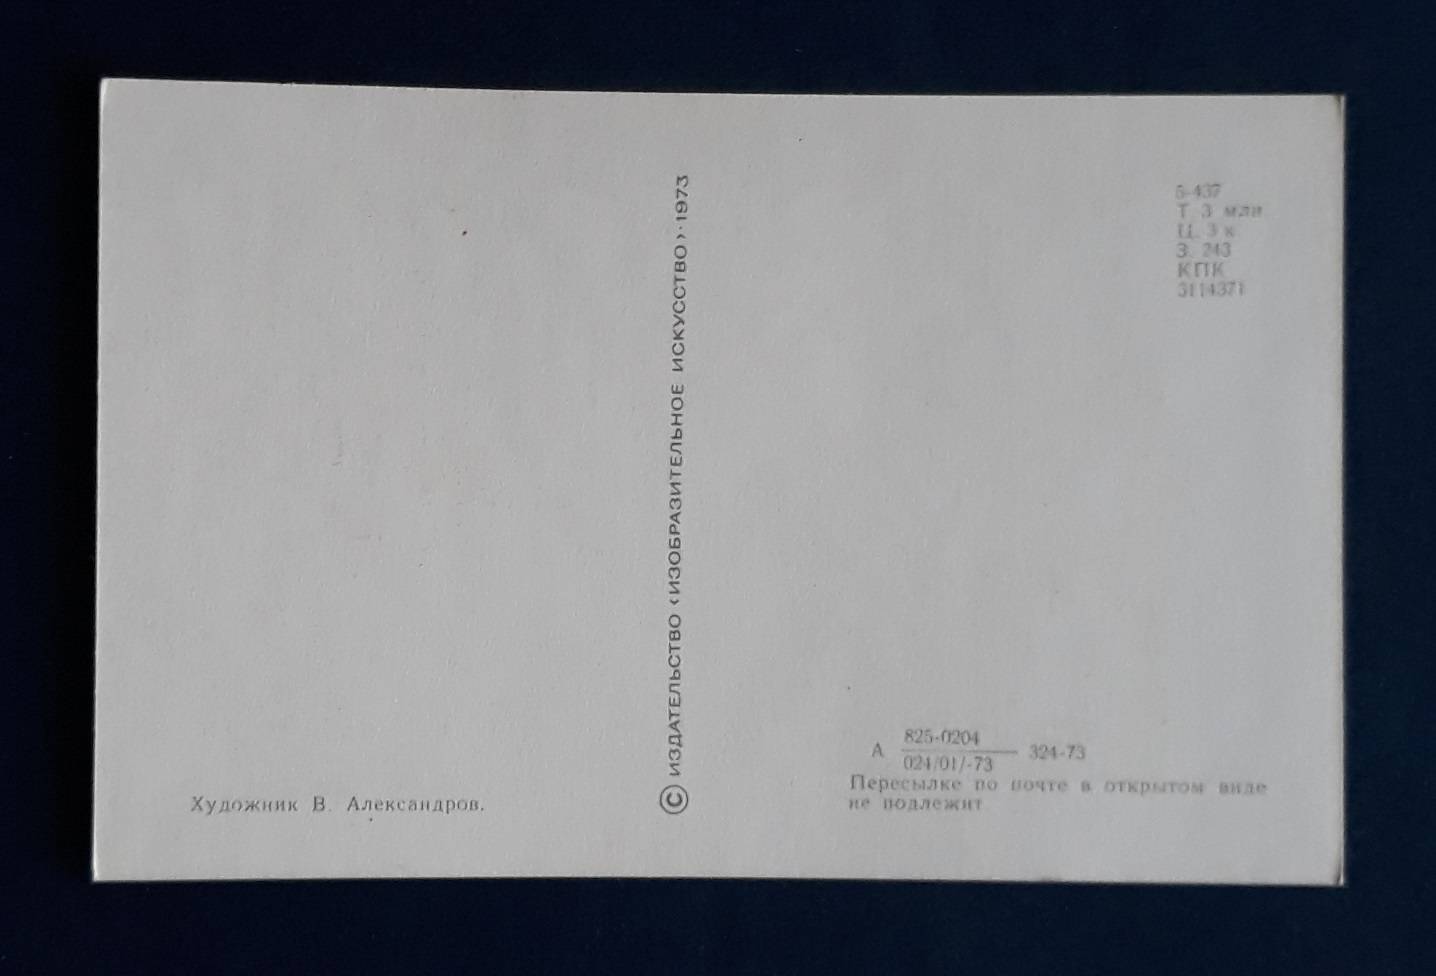 Художник В. Александров.
© ИЗДАТЕЛЬСТВО ‹ИЗОБРАЗИТЕЛЬНОЕ ИСКУССТВО›·1973
5-437
Т. 3 млн
Ц. 3 к
З. 243
КПК
3114371
А 825-0204 324-73
024/01/-73
Пересылке по почте в открытом виде
не подлежит